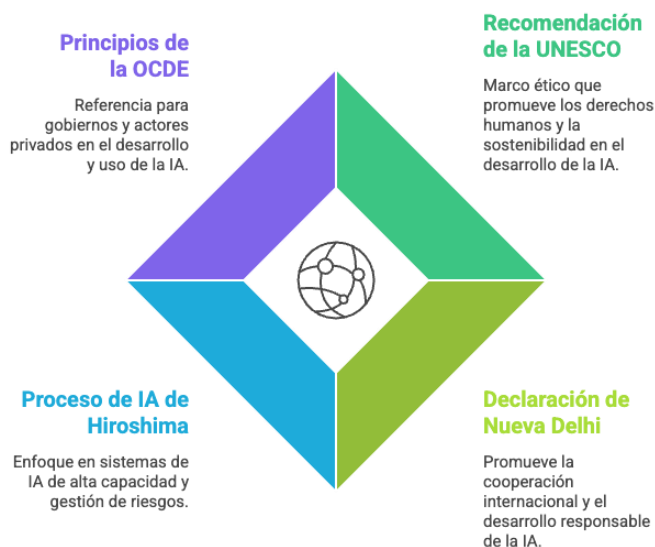 Principios de
la OCDE
Referencia para
gobiernos y actores
privados en el desarrollo
y uso de la IA.
Recomendación
de la UNESCO
Marco ético que
promueve los derechos
humanos y la
sostenibilidad en el
desarrollo de la IA.
Proceso de IA de
Hiroshima
Enfoque en sistemas de
IA de alta capacidad y
gestión de riesgos.
Declaración de
Nueva Delhi
Promueve la
cooperación
internacional y el
desarrollo responsable
de la IA.